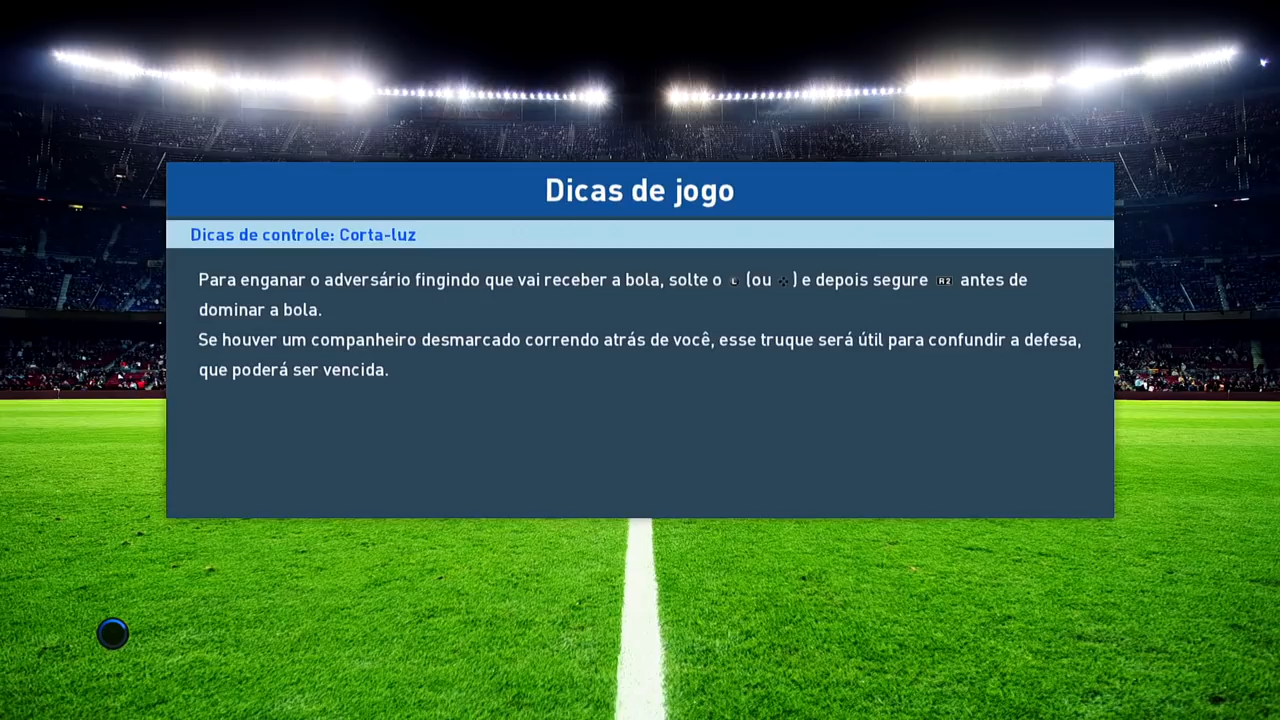 Dicas de jogo
Dicas de controle: Corta-luz
Para enganar o adversário fingindo que vai receber a bola, solte o L (ou ) e depois segure R2 antes de
dominar a bola.
Se houver um companheiro desmarcado correndo atrás de você, esse truque será útil para confundir a defesa,
que poderá ser vencida.